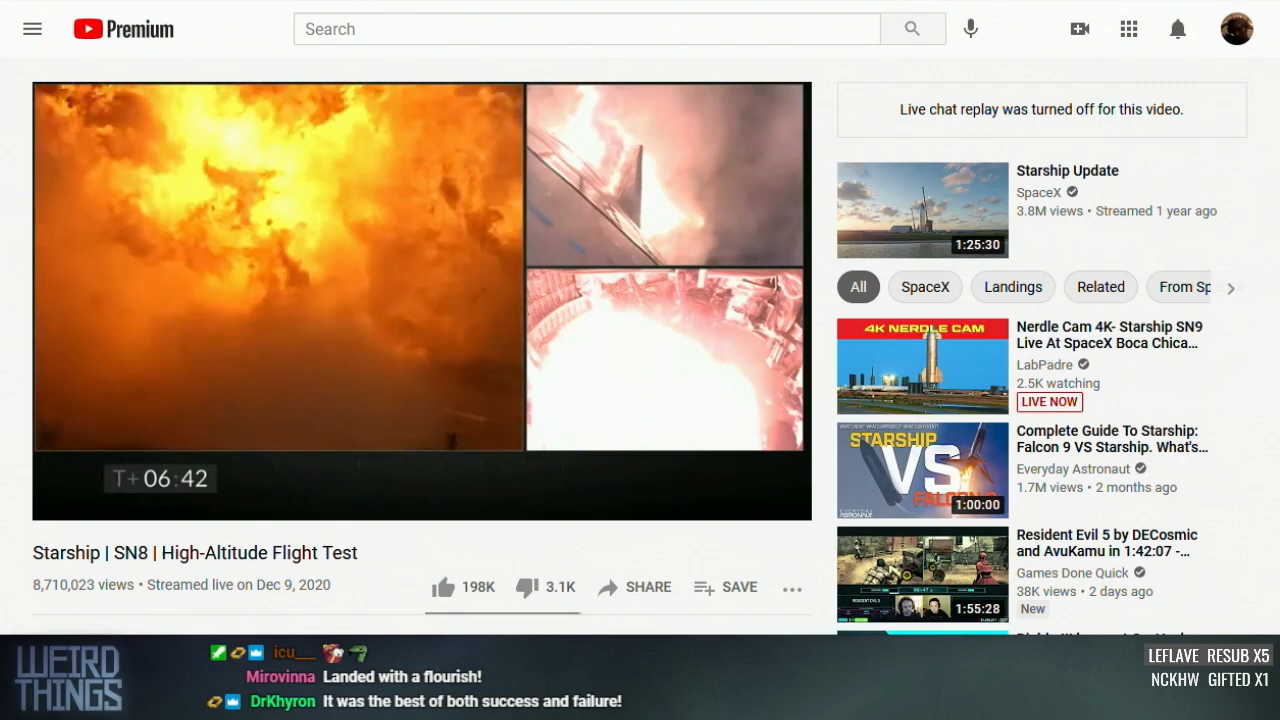 Premium
Search
T+ 06:42
Starship | SN8 | High-Altitude Flight Test
8,710,023 views • Streamed live on Dec 9, 2020
198K
3.1K
SHARE
SAVE
Live chat replay was turned off for this video.
1:25:30
Starship Update
SpaceX
3.8M views • Streamed 1 year ago
All
SpaceX
Landings
Related
From Sp
4K NERDLE CAM
Nerdle Cam 4K- Starship SN9
Live At SpaceX Boca Chica...
LabPadre
2.5K watching
LIVE NOW
STARSHIP
VS
FALCON 9
EVERYDAY
ASTRONAUT
1:00:00
Complete Guide To Starship:
Falcon 9 VS Starship. What's...
Everyday Astronaut
1.7M views • 2 months ago
1:55:28
Resident Evil 5 by DECosmic
and AvuKamu in 1:42:07 -...
Games Done Quick
38K views • 2 days ago
New
WEIRD
THINGS
icu___
Mirovinna Landed with a flourish!
DrKhyron It was the best of both success and failure!
LEFLAVE RESUB X5
NCKHW GIFTED X1